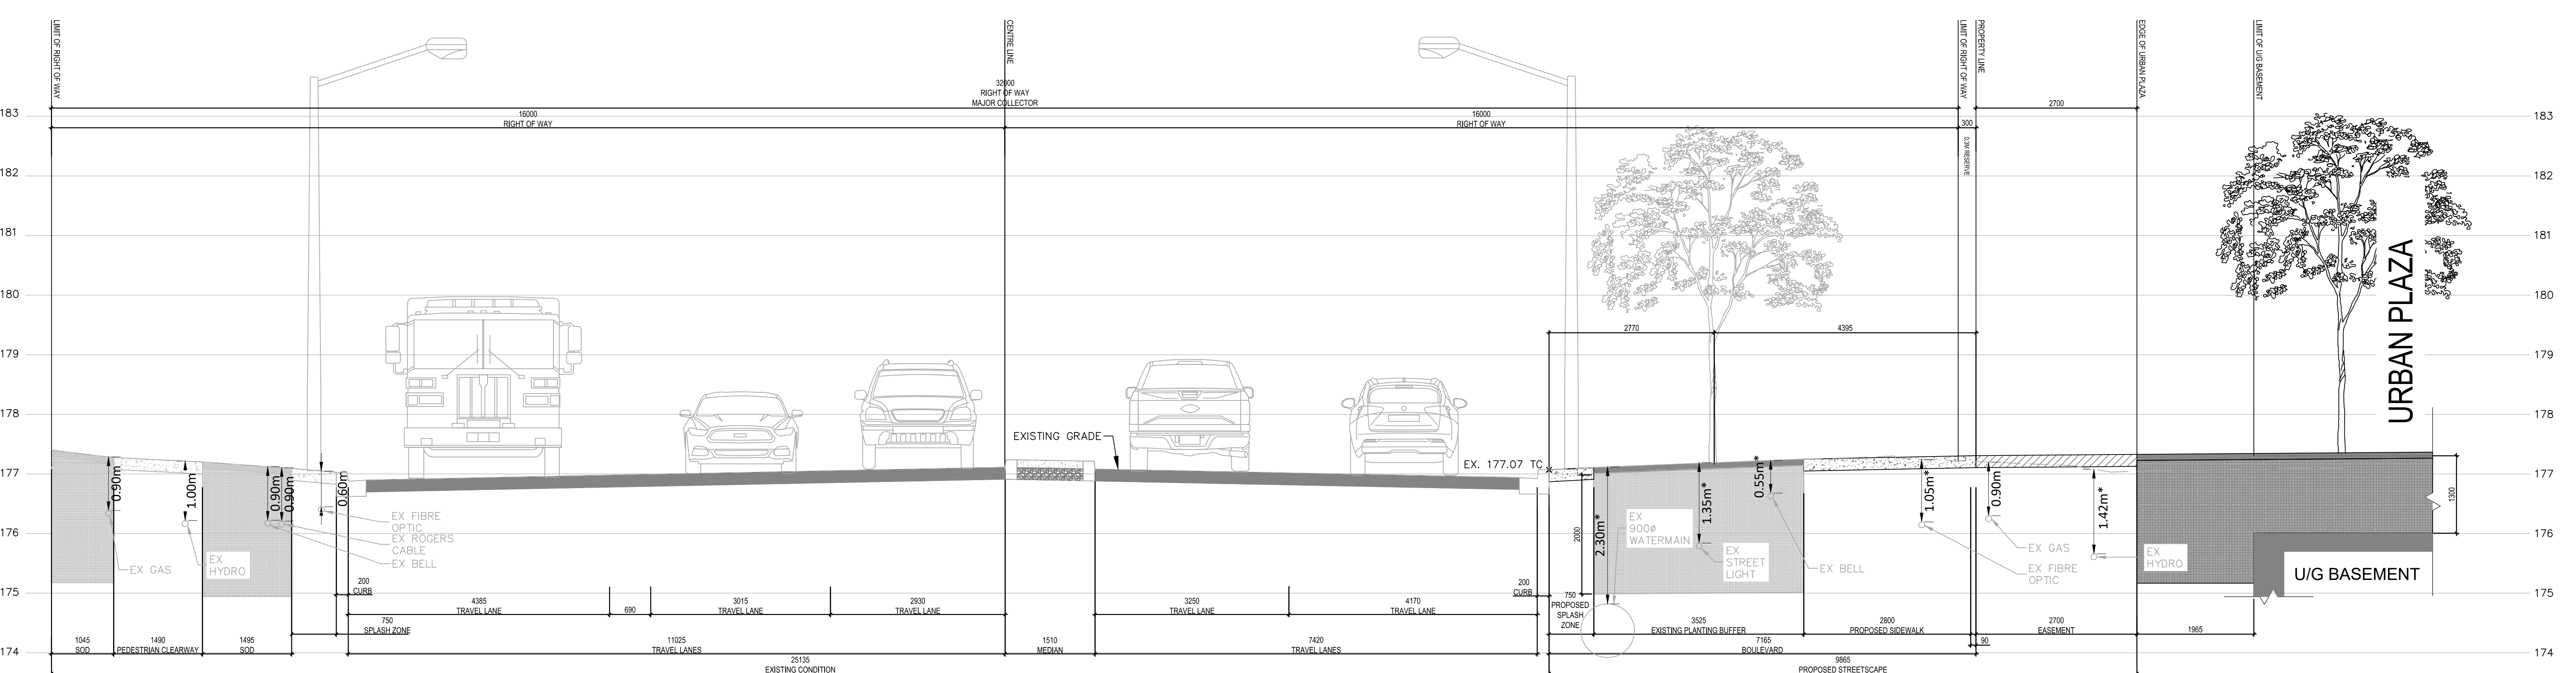 LIMIT OF RIGHT OF WAY
CENTRE LINE
LIMIT OF RIGHT OF WAY
PROPERTY LINE
EDGE OF URBAN PLAZA
LIMIT OF U/G BASEMENT
32000
RIGHT OF WAY
MAJOR COLLECTOR
2700
183
16000
RIGHT OF WAY
16000
RIGHT OF WAY
300
183
0.3M RESERVE
182
182
181
181
180
180
2770
4395
179
179
URBAN PLAZA
178
178
EXISTING GRADE
EX. 177.07 TC
177
177
0.90m
1.00m
0.90m
0.90m
0.60m
2000
2.30m*
1.35m*
0.55m*
1.05m*
0.90m
1.42m*
1300
EX FIBRE
OPTIC
EX ROGERS
CABLE
EX BELL
EX
900ø
WATERMAIN
176
176
EX GAS
EX
HYDRO
EX
STREET
LIGHT
EX BELL
EX GAS
EX FIBRE
OPTIC
EX
HYDRO
U/G BASEMENT
175
175
200
CURB
4385
TRAVEL LANE
690
3015
TRAVEL LANE
2930
TRAVEL LANE
3250
TRAVEL LANE
4170
TRAVEL LANE
200
CURB
750
PROPOSED
SPLASH
ZONE
750
SPLASH ZONE
3525
EXISTING PLANTING BUFFER
2800
PROPOSED SIDEWALK
90
2700
EASEMENT
1965
174
174
1045
SOD
1490
PEDESTRIAN CLEARWAY
1495
SOD
11025
TRAVEL LANES
1510
MEDIAN
7420
TRAVEL LANES
7165
BOULEVARD
25135
EXISTING CONDITION
9865
PROPOSED STREETSCAPE